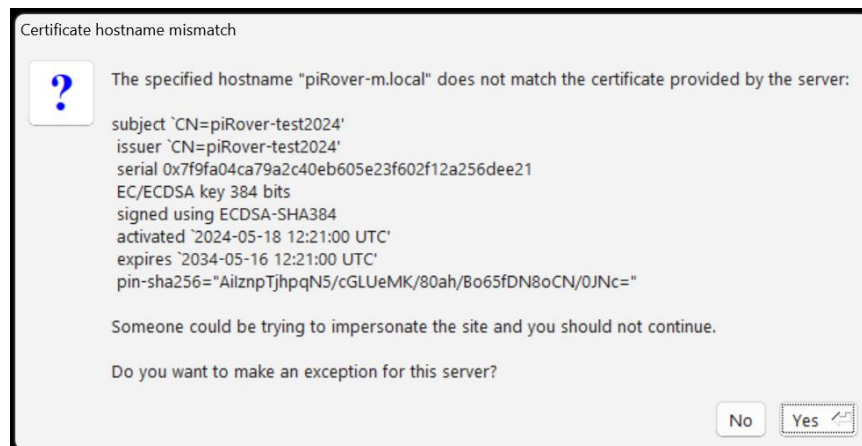 Certificate hostname mismatch
?
The specified hostname "piRover-m.local" does not match the certificate provided by the server:
subject `CN=piRover-test2024'
issuer `CN=piRover-test2024'
serial 0x7f9fa04ca79a2c40eb605e23f602f12a256dee21
EC/ECDSA key 384 bits
signed using ECDSA-SHA384
activated `2024-05-18 12:21:00 UTC'
expires `2034-05-16 12:21:00 UTC'
pin-sha256="AiIznpTjhpqN5/cGLUeMK/80ah/Bo65fDN8oCN/0JNc="
Someone could be trying to impersonate the site and you should not continue.
Do you want to make an exception for this server?
No Yes